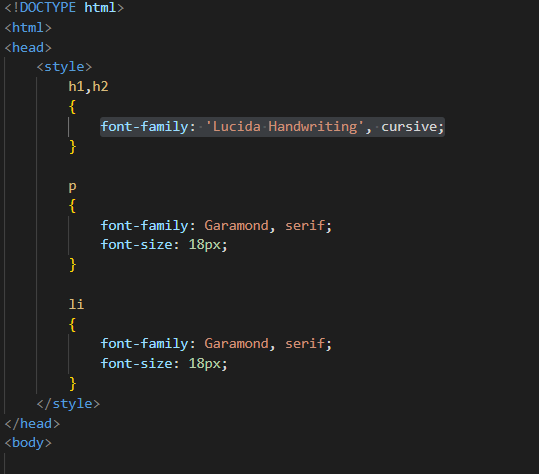 <!DOCTYPE html>
<html>
<head>
    <style>
        h1,h2
        {
            font-family: 'Lucida Handwriting', cursive;
        }

        p
        {
            font-family: Garamond, serif;
            font-size: 18px;
        }

        li
        {
            font-family: Garamond, serif;
            font-size: 18px;
        }
    </style>
</head>
<body>